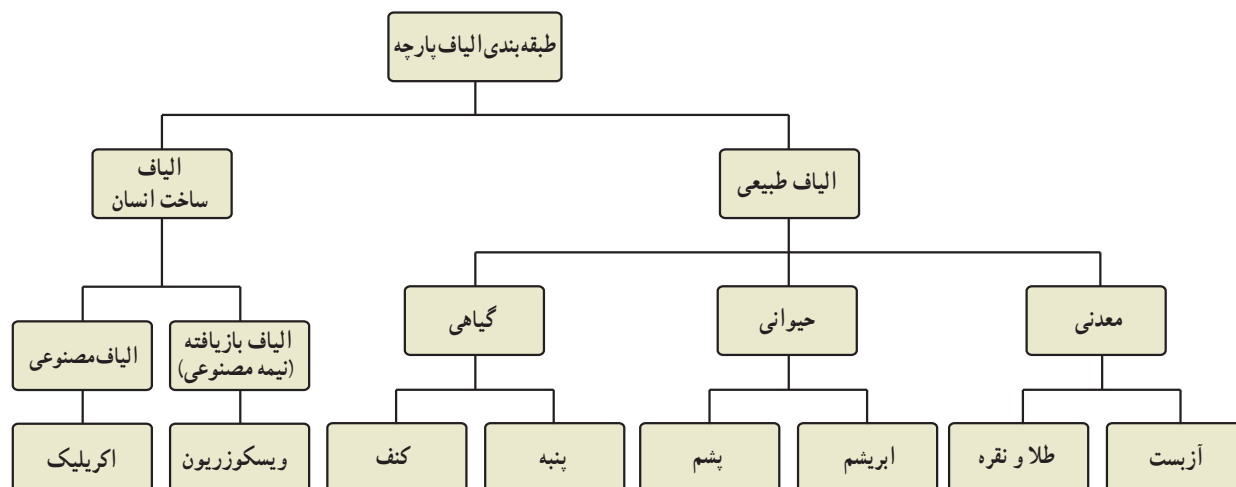 طبقه‌بندی الیاف پارچه
الیاف طبیعی
الیاف
ساخت انسان
معدنی
حیوانی
گیاهی
الیاف بازیافته
(نیمه مصنوعی)
الیاف مصنوعی
آزبست
طلا و نقره
ابریشم
پشم
پنبه
کنف
ویسکوزریون
اکریلیک